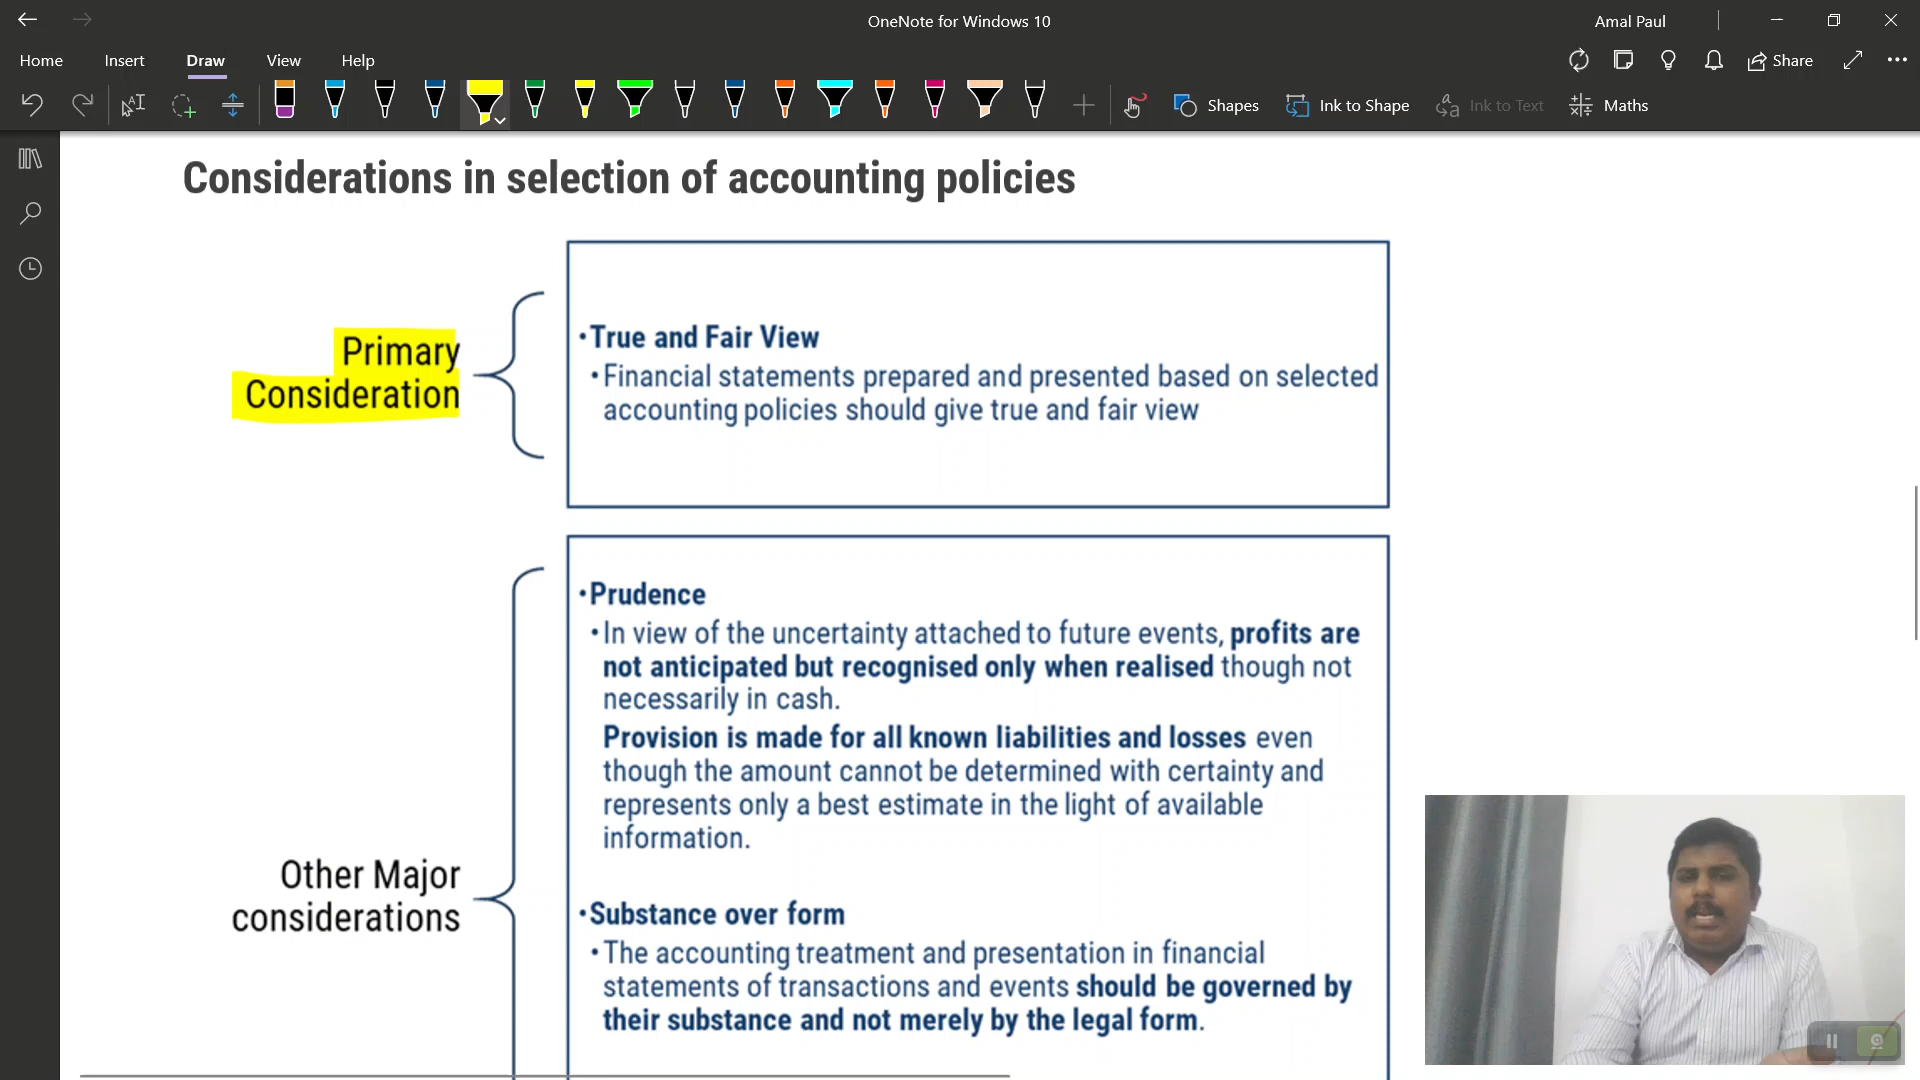 OneNote for Windows 10
Amal Paul
Home Insert Draw View Help
Share
Shapes Ink to Shape Ink to Text Maths
Considerations in selection of accounting policies
Primary
Consideration
•True and Fair View
•Financial statements prepared and presented based on selected
accounting policies should give true and fair view
•Prudence
•In view of the uncertainty attached to future events, profits are
not anticipated but recognised only when realised though not
necessarily in cash.
Provision is made for all known liabilities and losses even
though the amount cannot be determined with certainty and
represents only a best estimate in the light of available
information.
Other Major
considerations
•Substance over form
•The accounting treatment and presentation in financial
statements of transactions and events should be governed by
their substance and not merely by the legal form.